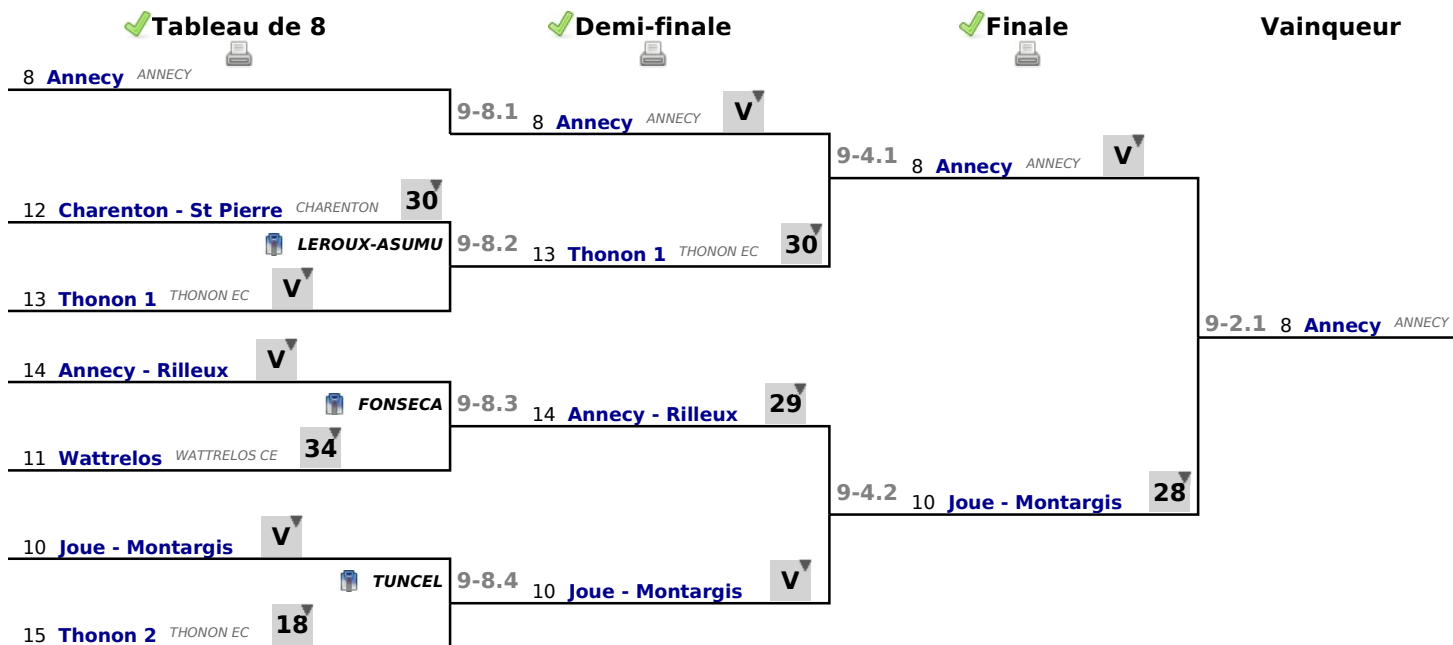 Tableau de 8 Demi-finale Finale Vainqueur
8 Annecy ANNECY
9-8.1 8 Annecy ANNECY V
9-4.1 8 Annecy ANNECY V
12 Charenton - St Pierre CHARENTON 30
LEROUX-ASUMU 9-8.2 13 Thonon 1 THONON EC 30
13 Thonon 1 THONON EC V
9-2.1 8 Annecy ANNECY
14 Annecy - Rilleux V
FONSECA 9-8.3 14 Annecy - Rilleux 29
11 Wattrelos WATTRELOS CE 34
9-4.2 10 Joue - Montargis 28
10 Joue - Montargis V
TUNCEL 9-8.4 10 Joue - Montargis V
15 Thonon 2 THONON EC 18